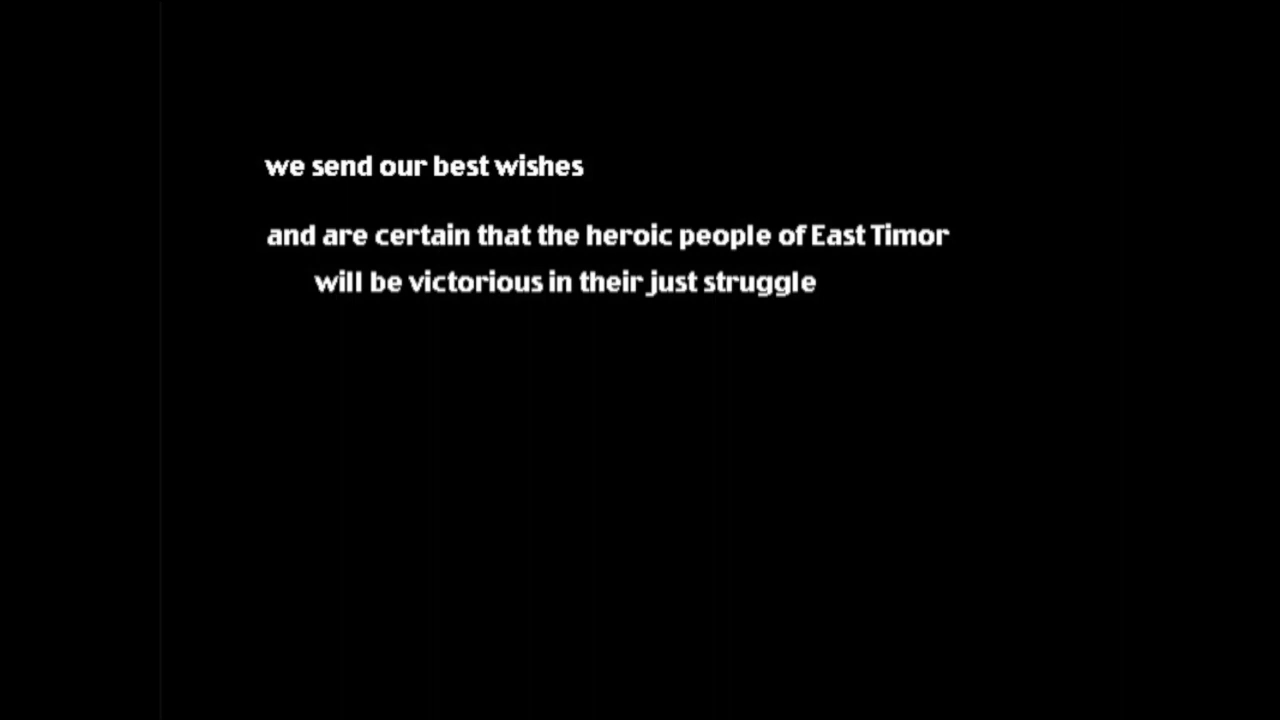 we send our best wishes
and are certain that the heroic people of East Timor
will be victorious in their just struggle